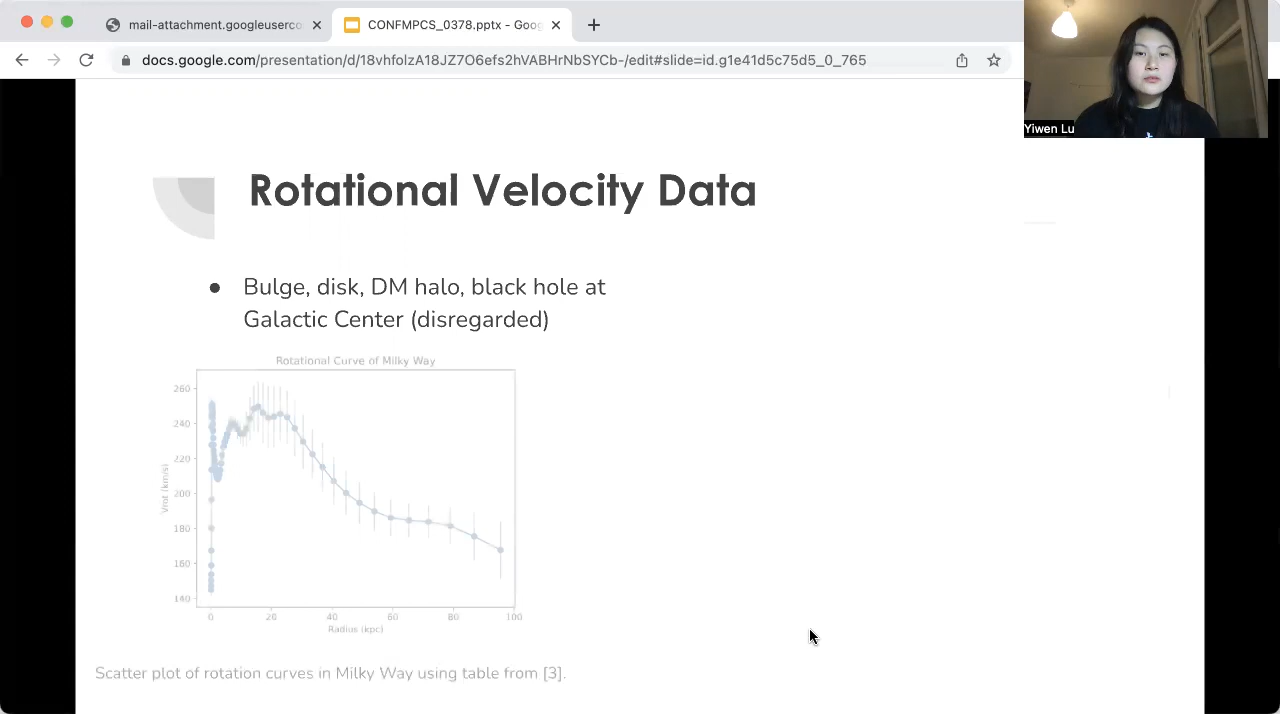 mail-attachment.googleuserco
CONFMPCS_0378.pptx - Goog
docs.google.com/presentation/d/18vhfolzA18JZ7O6efs2hVABHrNbSYCb-/edit#slide=id.g1e41d5c75d5_0_765
Yiwen Lu
Rotational Velocity Data
● Bulge, disk, DM halo, black hole at
Galactic Center (disregarded)
Rotational Curve of Milky Way
260
240
220
200
180
160
140
Vrot (km/s)
0 20 40 60 80 100
Radius (kpc)
Scatter plot of rotation curves in Milky Way using table from [3].